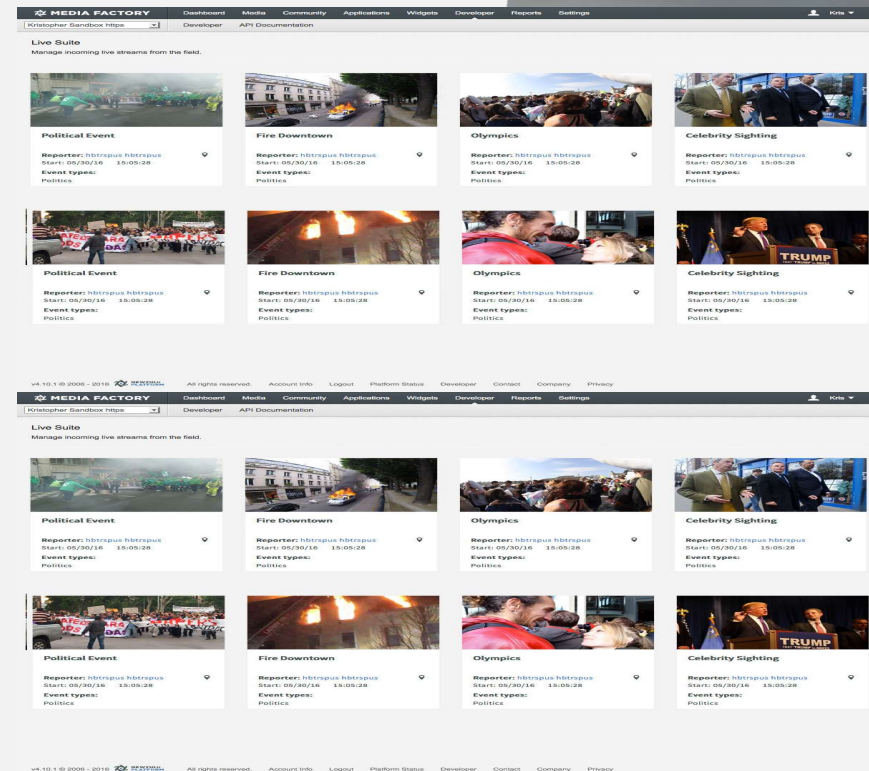 MEDIA FACTORY Dashboard Media Community Applications Widgets Developer Reports Settings Kris
Kristopher Sandbox https Developer API Documentation
Live Suite
Manage incoming live streams from the field.
Political Event Fire Downtown Olympics Celebrity Sighting
Reporter: hbtrspus hbtrspus Reporter: hbtrspus hbtrspus Reporter: hbtrspus hbtrspus Reporter: hbtrspus hbtrspus
Start: 05/30/16 15:05:28 Start: 05/30/16 15:05:28 Start: 05/30/16 15:05:28 Start: 05/30/16 15:05:28
Event types: Event types: Event types: Event types:
Politics Politics Politics Politics
TRUMP
Political Event Fire Downtown Olympics Celebrity Sighting
Reporter: hbtrspus hbtrspus Reporter: hbtrspus hbtrspus Reporter: hbtrspus hbtrspus Reporter: hbtrspus hbtrspus
Start: 05/30/16 15:05:28 Start: 05/30/16 15:05:28 Start: 05/30/16 15:05:28 Start: 05/30/16 15:05:28
Event types: Event types: Event types: Event types:
Politics Politics Politics Politics
v4.10.1 © 2006 - 2016 NEWSULL PLATFORM All rights reserved. Account Info Logout Platform Status Developer Contact Company Privacy
MEDIA FACTORY Dashboard Media Community Applications Widgets Developer Reports Settings Kris
Kristopher Sandbox https Developer API Documentation
Live Suite
Manage incoming live streams from the field.
Political Event Fire Downtown Olympics Celebrity Sighting
Reporter: hbtrspus hbtrspus Reporter: hbtrspus hbtrspus Reporter: hbtrspus hbtrspus Reporter: hbtrspus hbtrspus
Start: 05/30/16 15:05:28 Start: 05/30/16 15:05:28 Start: 05/30/16 15:05:28 Start: 05/30/16 15:05:28
Event types: Event types: Event types: Event types:
Politics Politics Politics Politics
TRUMP
Political Event Fire Downtown Olympics Celebrity Sighting
Reporter: hbtrspus hbtrspus Reporter: hbtrspus hbtrspus Reporter: hbtrspus hbtrspus Reporter: hbtrspus hbtrspus
Start: 05/30/16 15:05:28 Start: 05/30/16 15:05:28 Start: 05/30/16 15:05:28 Start: 05/30/16 15:05:28
Event types: Event types: Event types: Event types:
Politics Politics Politics Politics
v4.10.1 © 2006 - 2016 PLATFORM All rights reserved. Account Info Logout Platform Status Developer Contact Company Privacy